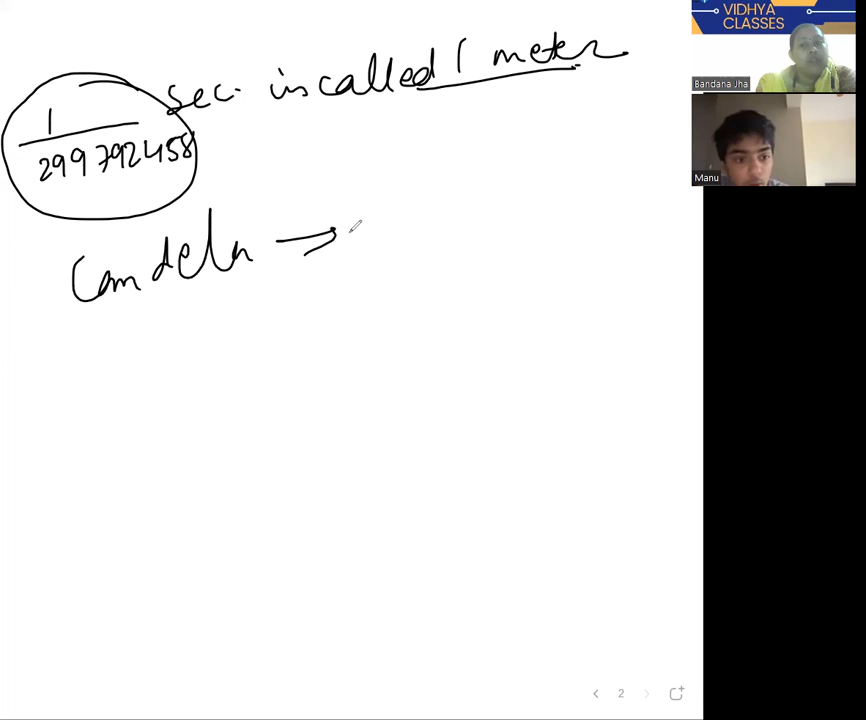 1 sec. is called 1 meter
299792458
Candela →
VIDHYA
CLASSES
Bandana Jha
Manu
2